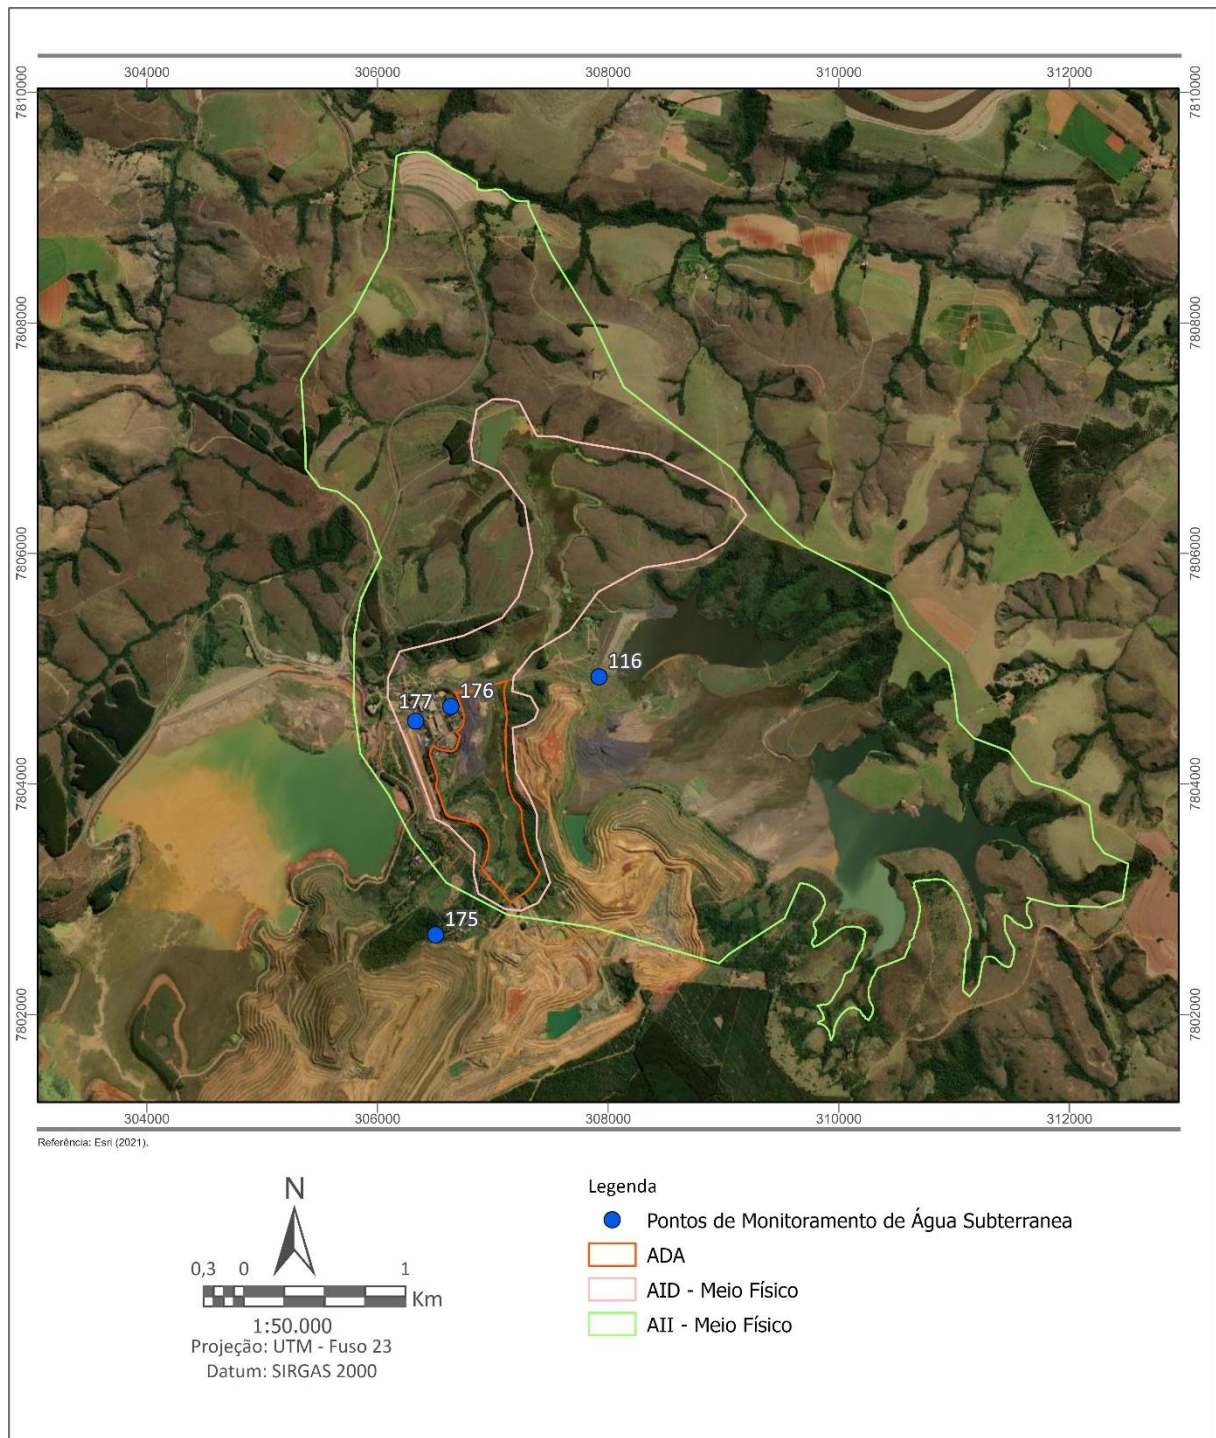 304000 306000 308000 310000 312000
7810000 7810000
7808000 7808000
7806000 7806000
116
176
177
7804000 7804000
175
7802000 7802000
304000 306000 308000 310000 312000
Referência: Esri (2021).
N
0,3 0 1
Km
1:50.000
Projeção: UTM - Fuso 23
Datum: SIRGAS 2000
Legenda
Pontos de Monitoramento de Água Subterranea
ADA
AID - Meio Físico
AII - Meio Físico